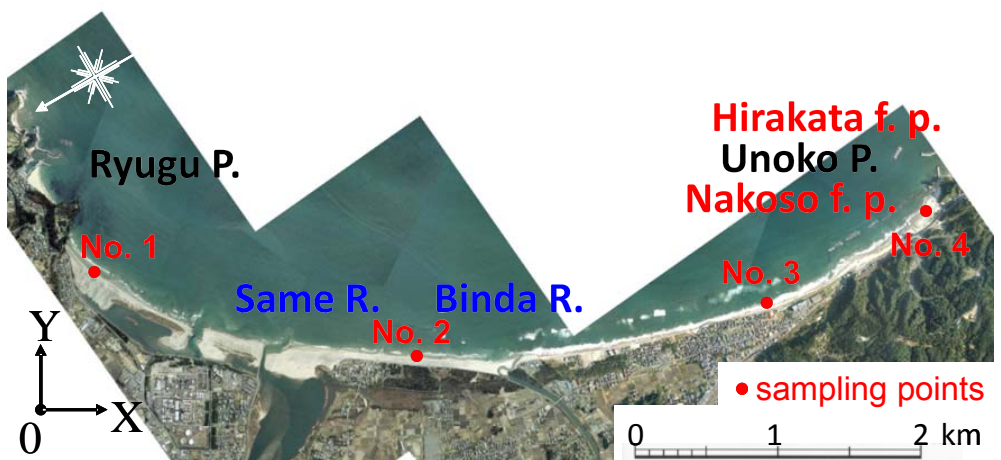 Hirakata f. p.
Ryugu P.
Unoko P.
Nakoso f. p.
No. 1
No. 4
No. 3
Same R.
Binda R.
No. 2
Y
X
0
sampling points
0 1 2 km